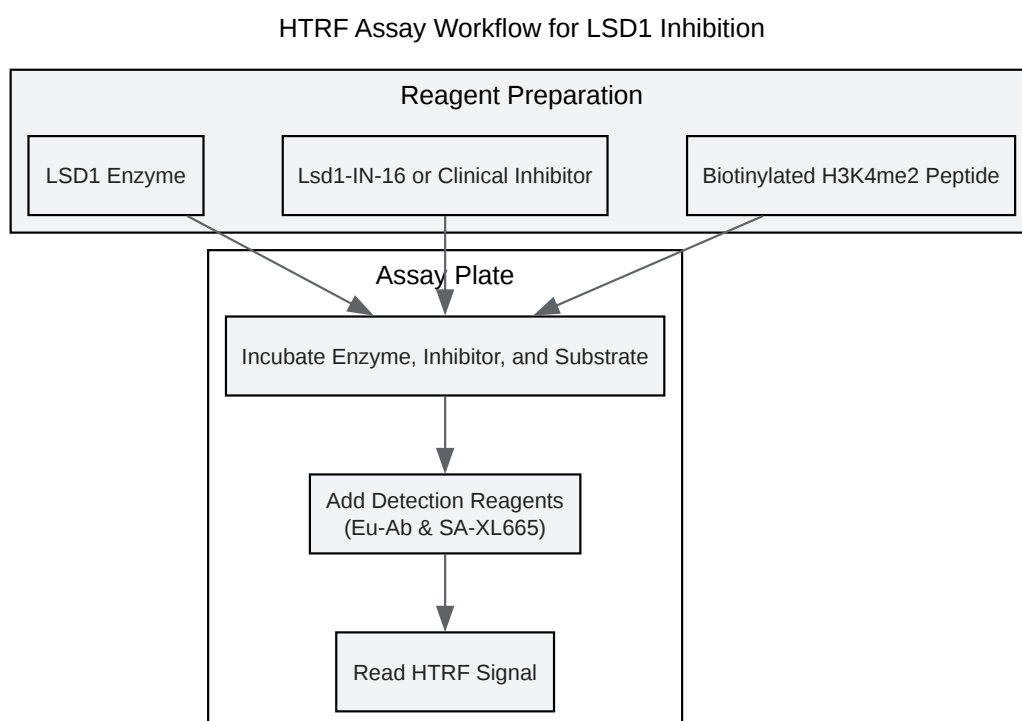 HTRF Assay Workflow for LSD1 Inhibition
Reagent Preparation
LSD1 Enzyme
Lsd1-IN-16 or Clinical Inhibitor
Biotinylated H3K4me2 Peptide
Assay Plate
Incubate Enzyme, Inhibitor, and Substrate
Add Detection Reagents
(Eu-Ab & SA-XL665)
Read HTRF Signal